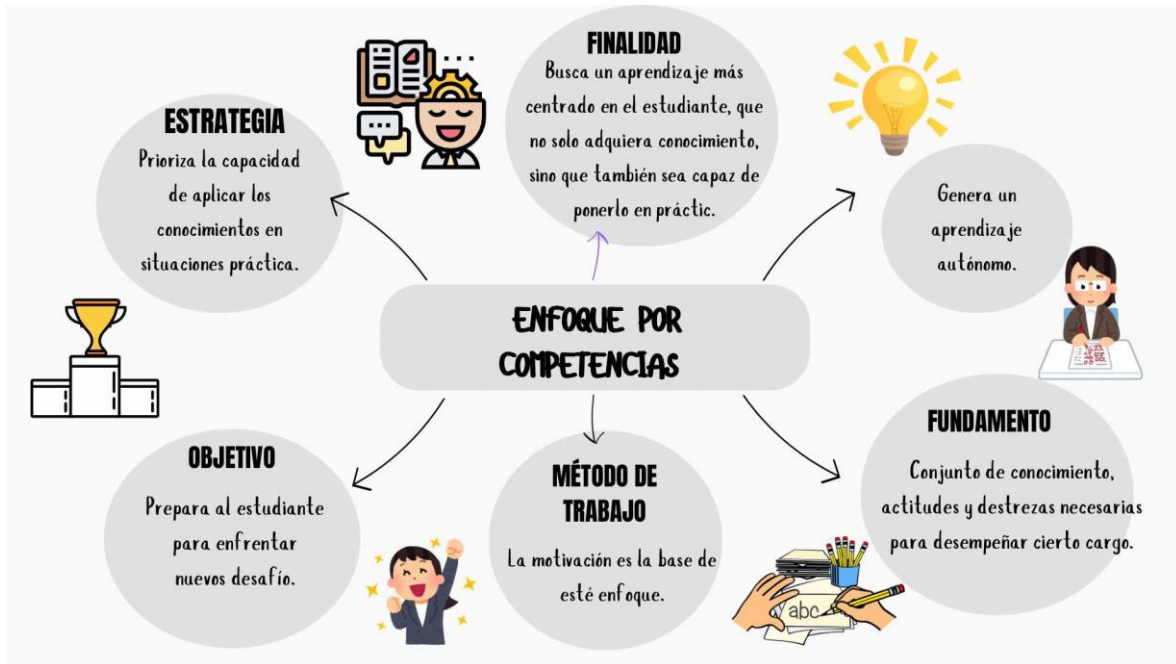 FINALIDAD
Busca un aprendizaje más
centrado en el estudiante, que
no solo adquiera conocimiento,
sino que también sea capaz de
ponerlo en práctic.
ESTRATEGIA
Prioriza la capacidad
de aplicar los
conocimientos en
situaciones práctica.
Genera un
aprendizaje
autónomo.
ENFOQUE POR
COMPETENCIAS
OBJETIVO
Prepara al estudiante
para enfrentar
nuevos desafío.
MÉTODO DE
TRABAJO
La motivación es la base de
esté enfoque.
FUNDAMENTO
Conjunto de conocimiento,
actitudes y destrezas necesarias
para desempeñar cierto cargo.
abc